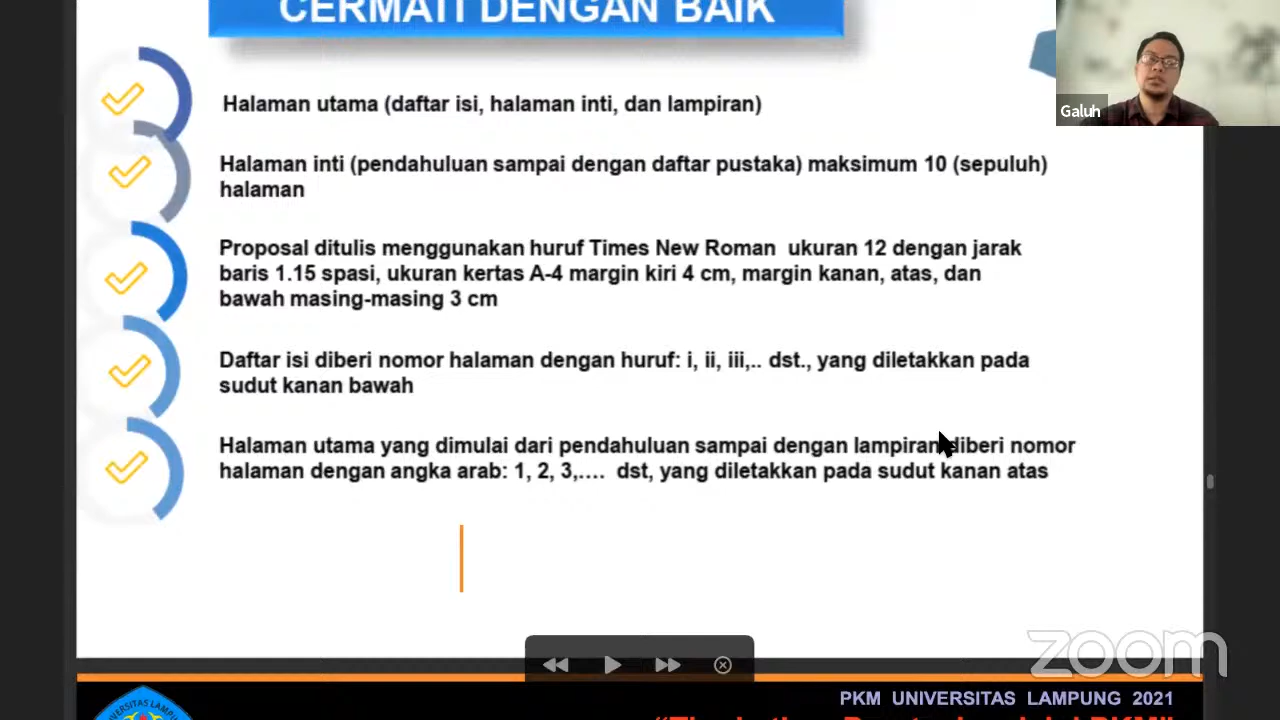 CERMATI DENGAN BAIK
Galuh
Halaman utama (daftar isi, halaman inti, dan lampiran)
Halaman inti (pendahuluan sampai dengan daftar pustaka) maksimum 10 (sepuluh)
halaman
Proposal ditulis menggunakan huruf Times New Roman ukuran 12 dengan jarak
baris 1.15 spasi, ukuran kertas A-4 margin kiri 4 cm, margin kanan, atas, dan
bawah masing-masing 3 cm
Daftar isi diberi nomor halaman dengan huruf: i, ii, iii,.. dst., yang diletakkan pada
sudut kanan bawah
Halaman utama yang dimulai dari pendahuluan sampai dengan lampiran diberi nomor
halaman dengan angka arab: 1, 2, 3,.... dst, yang diletakkan pada sudut kanan atas
zoom
PKM UNIVERSITAS LAMPUNG 2021